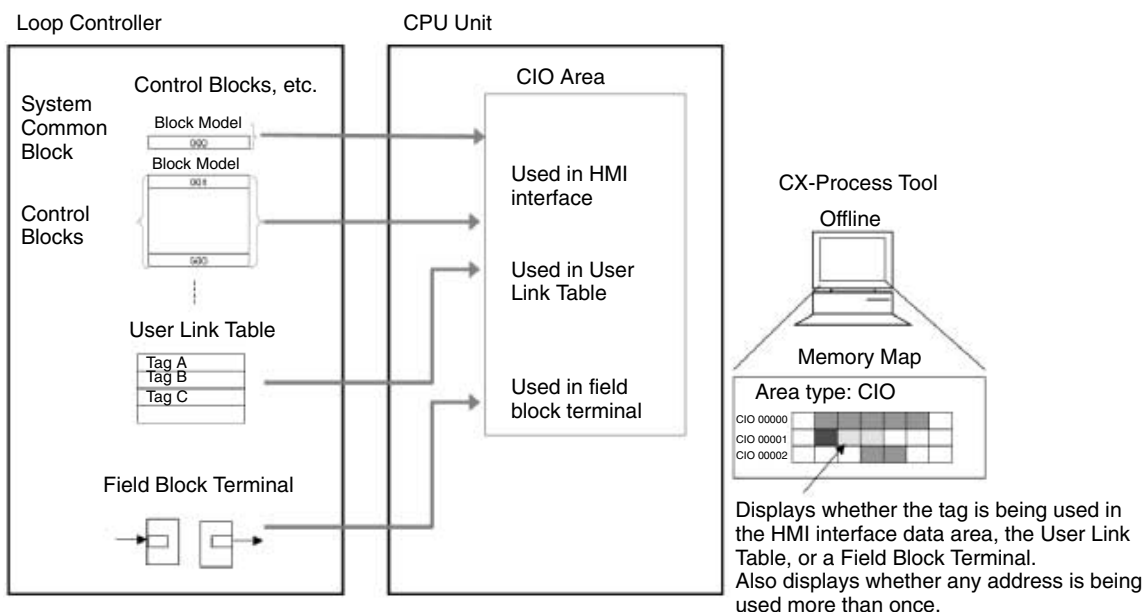 Loop Controller
CPU Unit
Control Blocks, etc.
System
Common
Block
Block Model
000
Block Model
001
Control
Blocks
User Link Table
Tag A
Tag B
Tag C
Field Block Terminal
CIO Area
Used in HMI
interface
Used in User
Link Table
Used in field
block terminal
CX-Process Tool
Offline
Memory Map
Area type: CIO
CIO 00000
CIO 00001
CIO 00002
Displays whether the tag is being used in
the HMI interface data area, the User Link
Table, or a Field Block Terminal.
Also displays whether any address is being
used more than once.